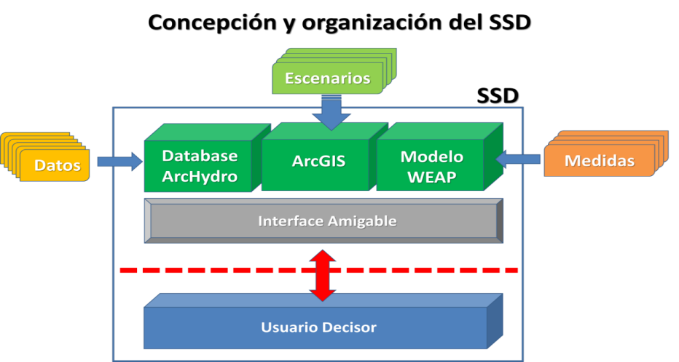 Concepción y organización del SSD
Escenarios
SSD
Datos
Database
ArcHydro
ArcGIS
Modelo
WEAP
Medidas
Interface Amigable
Usuario Decisor